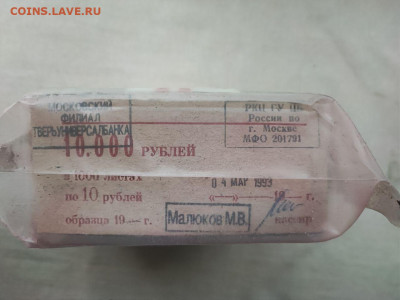 COINS.ЛАVE.RU
МОСКОВСКИЙ
ФИЛИАЛ
ТВЕРЬУНИВЕРСАЛБАНКА
РКЦ ГУ ЦБ
России по
г. Москве
МФО 201791
10.000 РУБЛЕЙ
в 1000 листах
по 10 рублей
образца 19 — г.
04 МАР 1993
« — » 19 г.
Малюков М.В.
кассир